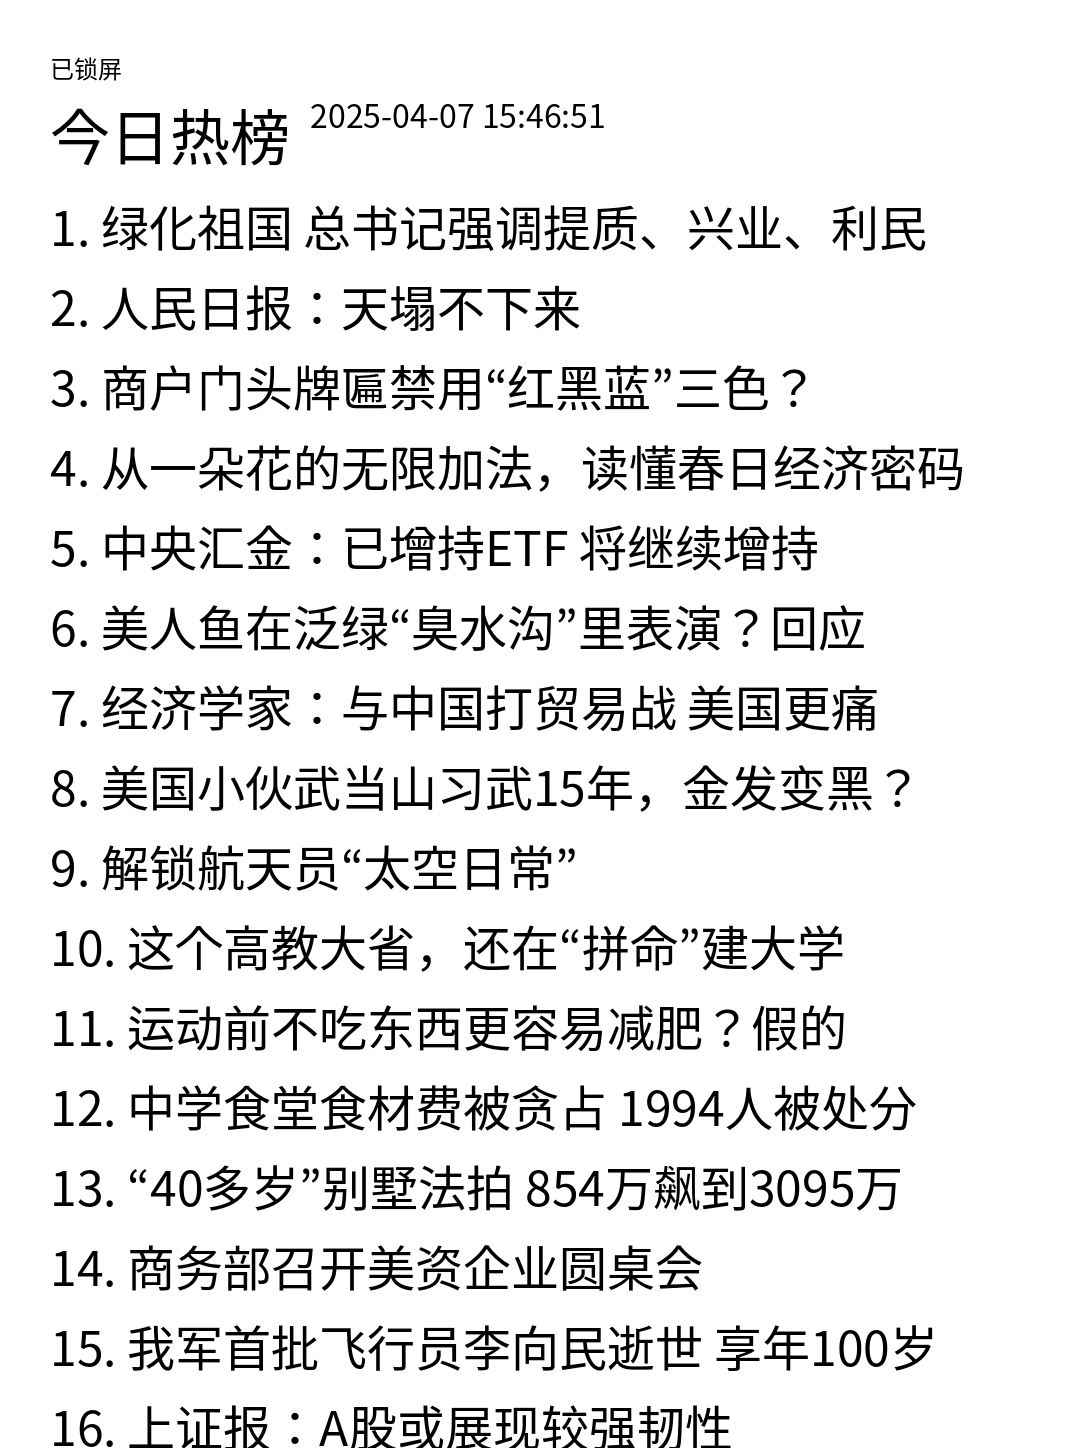 已锁屏
今日热榜 2025-04-07 15:46:51
1. 绿化祖国 总书记强调提质、兴业、利民
2. 人民日报：天塌不下来
3. 商户门头牌匾禁用“红黑蓝”三色？
4. 从一朵花的无限加法，读懂春日经济密码
5. 中央汇金：已增持ETF 将继续增持
6. 美人鱼在泛绿“臭水沟”里表演？回应
7. 经济学家：与中国打贸易战 美国更痛
8. 美国小伙武当山习武15年，金发变黑？
9. 解锁航天员“太空日常”
10. 这个高教大省，还在“拼命”建大学
11. 运动前不吃东西更容易减肥？假的
12. 中学食堂食材费被贪占 1994人被处分
13. “40多岁”别墅法拍 854万飙到3095万
14. 商务部召开美资企业圆桌会
15. 我军首批飞行员李向民逝世 享年100岁
16. 上证报：A股或展现较强韧性